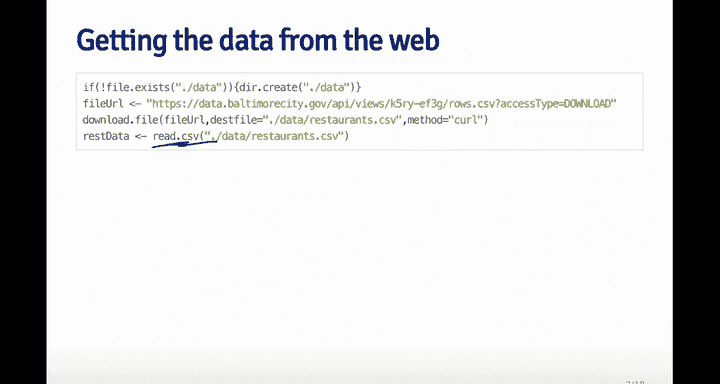 Getting the data from the web
if(!file.exists("./data")){dir.create("./data")}
fileUrl <- "https://data.baltimorecity.gov/api/views/k5ry-ef3g/rows.csv?accessType=DOWNLOAD"
download.file(fileUrl,destfile="./data/restaurants.csv",method="curl")
restData <- read.csv("./data/restaurants.csv")